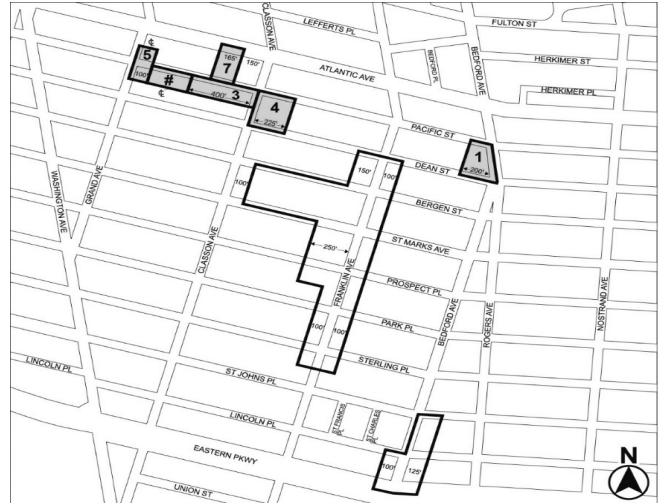 LEFFERTS PL
FULTON ST
CLASSON AVE
HERKIMER ST
BEDFORD PL
BEDFORD AVE
ATLANTIC AVE
HERKIMER PL
5
100'
#
165'
7
150'
400'
3
4
225'
PACIFIC ST
1
200'
DEAN ST
150'
100'
100'
BERGEN ST
WASHINGTON AVE
GRAND AVE
CLASSON AVE
250'
ST MARKS AVE
FRANKLIN AVE
PROSPECT PL
NOSTRAND AVE
BEDFORD AVE
ROGERS AVE
100'
100'
PARK PL
STERLING PL
LINCOLN PL
ST JOHNS PL
LINCOLN PL
ST FRANCIS PL
ST CHARLES PL
EASTERN PKWY
100'
125'
UNION ST
N